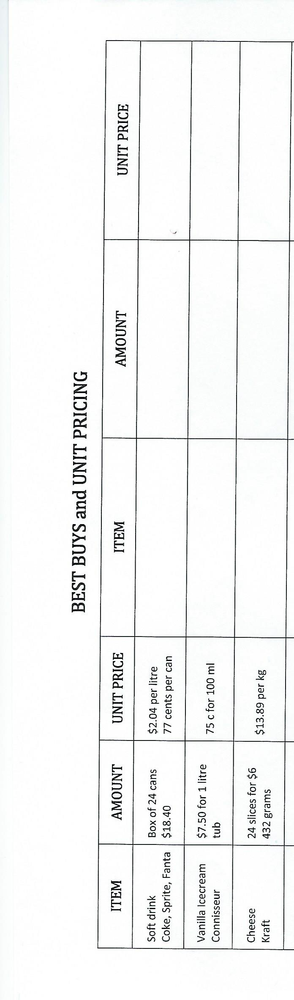 BEST BUYS and UNIT PRICING
ITEM AMOUNT UNIT PRICE ITEM AMOUNT UNIT PRICE
Soft drink
Coke, Sprite, Fanta
Box of 24 cans
$18.40
$2.04 per litre
77 cents per can
Vanilla Icecream
Connisseur
$7.50 for 1 litre
tub
75 c for 100 ml
Cheese
Kraft
24 slices for $6
432 grams
$13.89 per kg